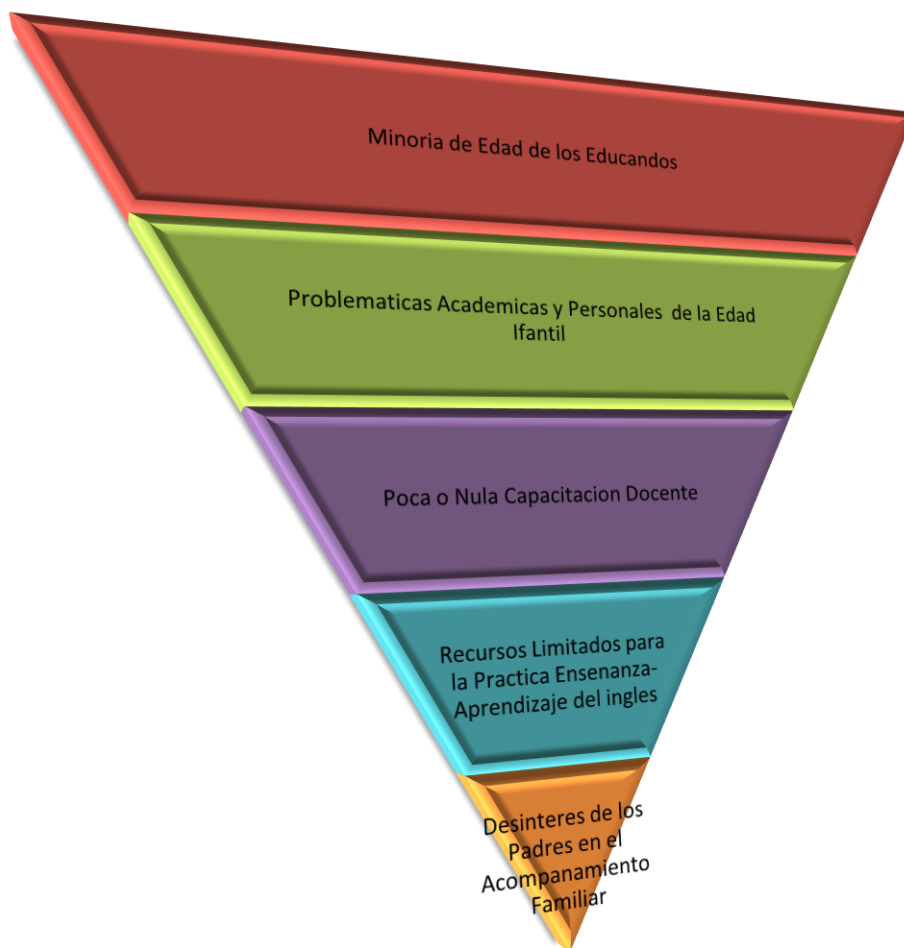 Minoria de Edad de los Educandos
Problematicas Academicas y Personales de la Edad
Ifantil
Poca o Nula Capacitacion Docente
Recursos Limitados para
la Practica Ensenanza-
Aprendizaje del ingles
Desinteres de los
Padres en el
Acompanamiento
Familiar